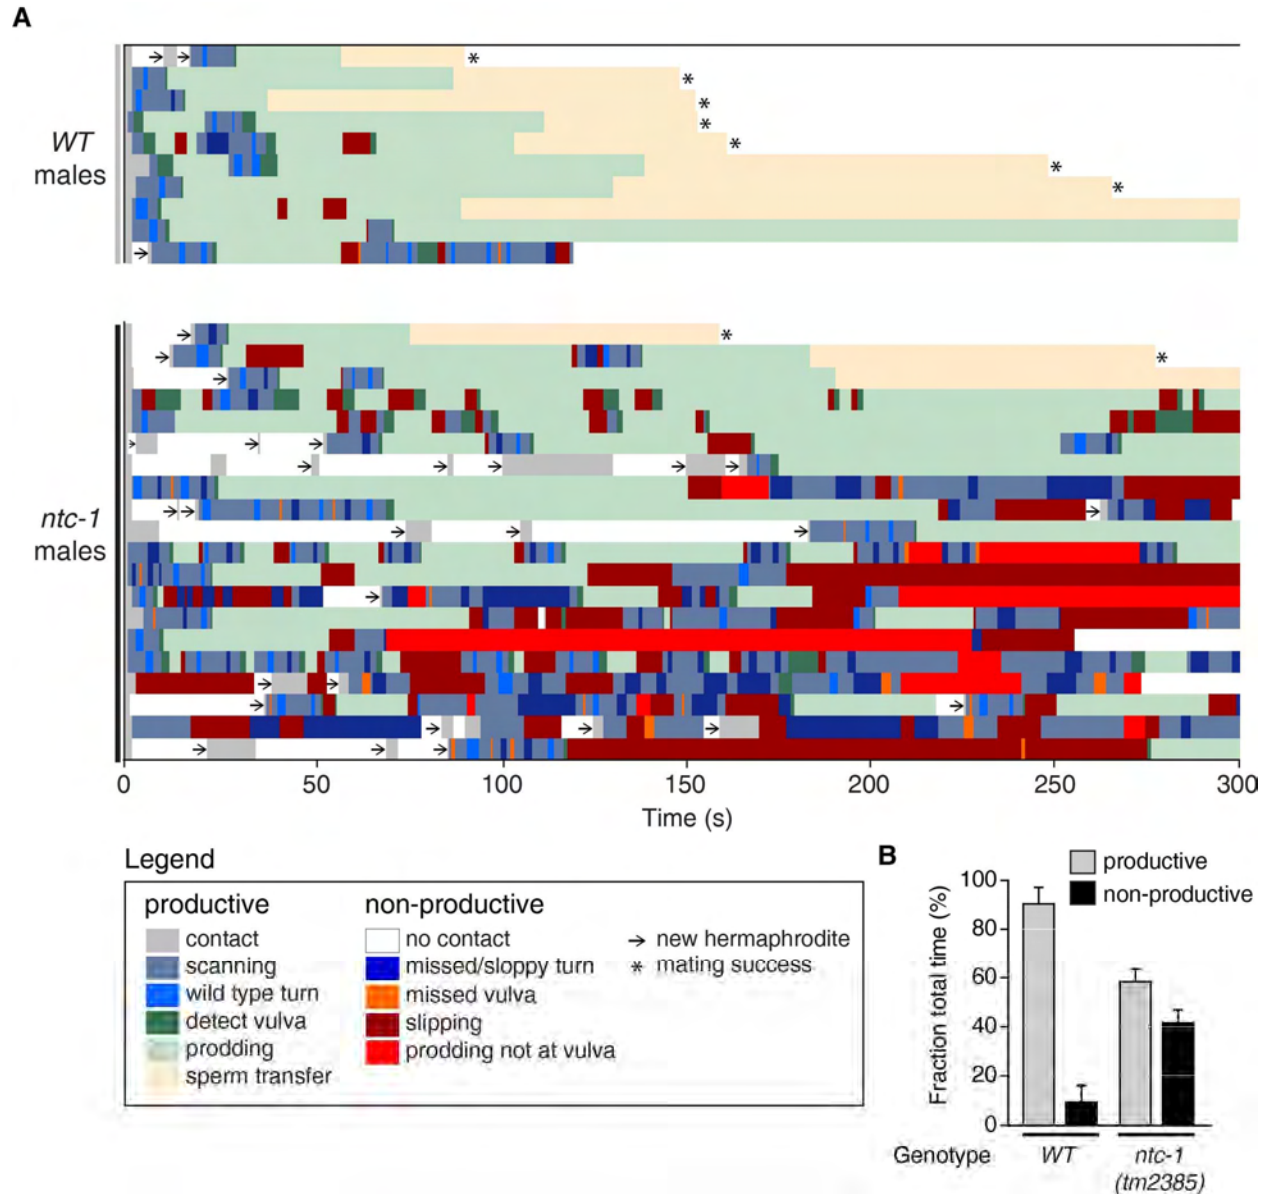 A
WT
males
ntc-1
males
0 50 100 150 200 250 300
Time (s)
Legend
productive
contact
scanning
wild type turn
detect vulva
prodding
sperm transfer
non-productive
no contact
missed/sloppy turn
missed vulva
slipping
prodding not at vulva
→ new hermaphrodite
* mating success
B
productive
non-productive
Fraction total time (%)
100
80
60
40
20
0
Genotype WT ntc-1
(tm2385)